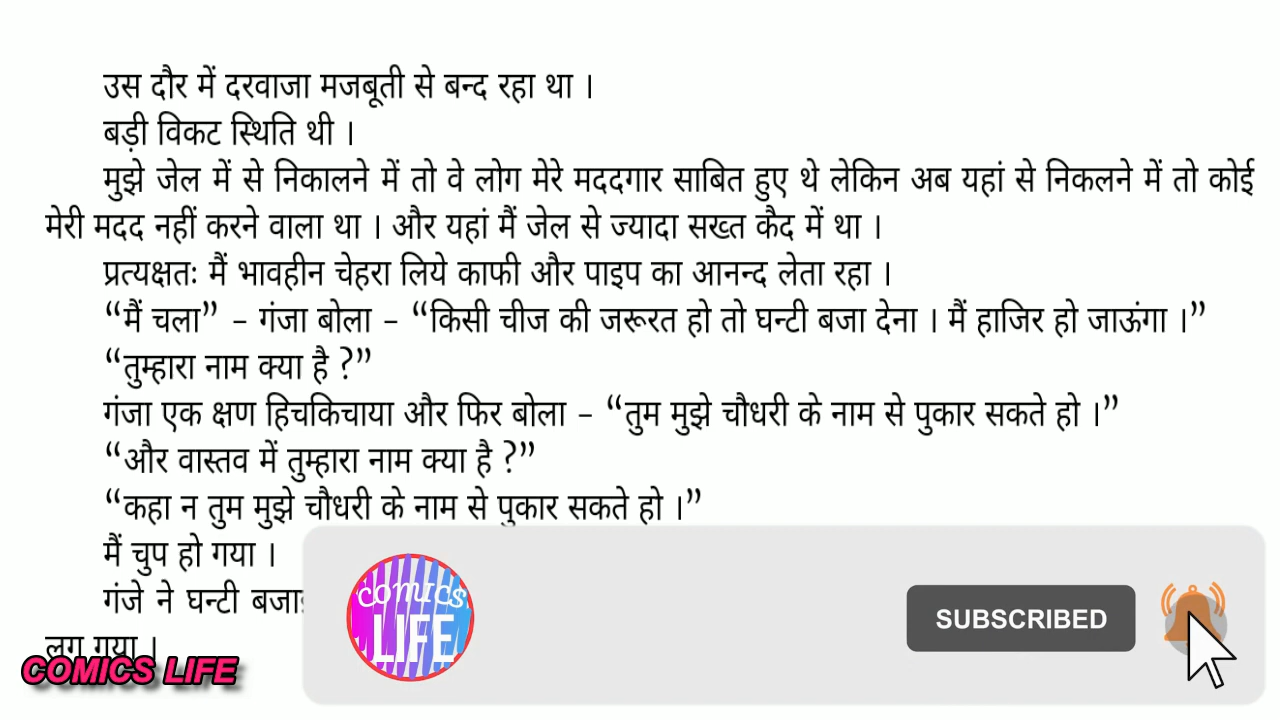 उस दौर में दरवाजा मजबूती से बन्द रहा था ।
बड़ी विकट स्थिति थी ।
मुझे जेल में से निकालने में तो वे लोग मेरे मददगार साबित हुए थे लेकिन अब यहां से निकलने में तो कोई
मेरी मदद नहीं करने वाला था । और यहां मैं जेल से ज्यादा सख्त कैद में था ।
प्रत्यक्षतः मैं भावहीन चेहरा लिये काफी और पाइप का आनन्द लेता रहा ।
“मैं चला” – गंजा बोला – “किसी चीज की जरूरत हो तो घन्टी बजा देना । मैं हाजिर हो जाऊंगा ।”
“तुम्हारा नाम क्या है ?”
गंजा एक क्षण हिचकिचाया और फिर बोला – “तुम मुझे चौधरी के नाम से पुकार सकते हो ।”
“और वास्तव में तुम्हारा नाम क्या है ?”
“कहा न तुम मुझे चौधरी के नाम से पुकार सकते हो ।”
मैं चुप हो गया ।
गंजे ने घन्टी
लग गया ।
comics
LIFE
SUBSCRIBED
COMICS LIFE